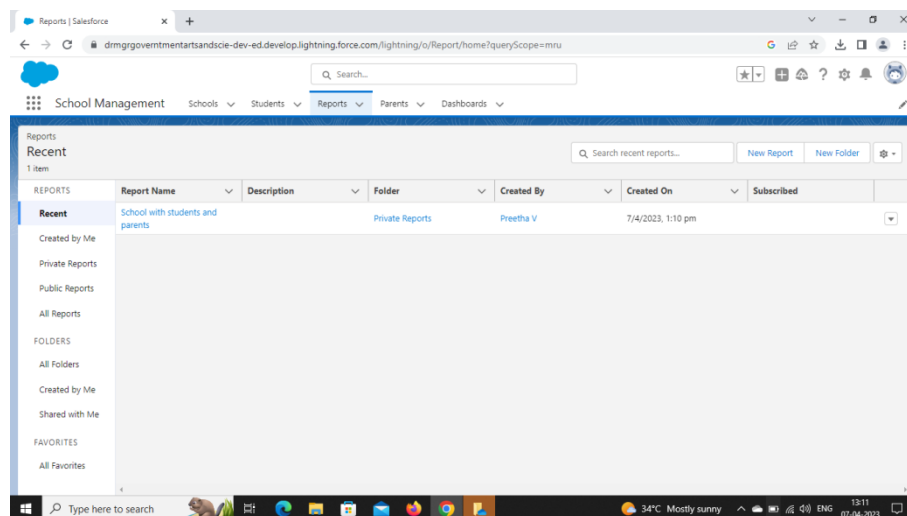 Reports | Salesforce
drmgrgoverntmentartsandscie-dev-ed.develop.lightning.force.com/lightning/o/Report/home?queryScope=mru
Search...
School Management Schools Students Reports Parents Dashboards
Reports
Recent
1 item
Search recent reports...
New Report New Folder
REPORTS Report Name Description Folder Created By Created On Subscribed
Recent School with students and
parents Private Reports Preetha V 7/4/2023, 1:10 pm
Created by Me
Private Reports
Public Reports
All Reports
FOLDERS
All Folders
Created by Me
Shared with Me
FAVORITES
All Favorites
Type here to search 34°C Mostly sunny ENG 13:11
07-04-2023